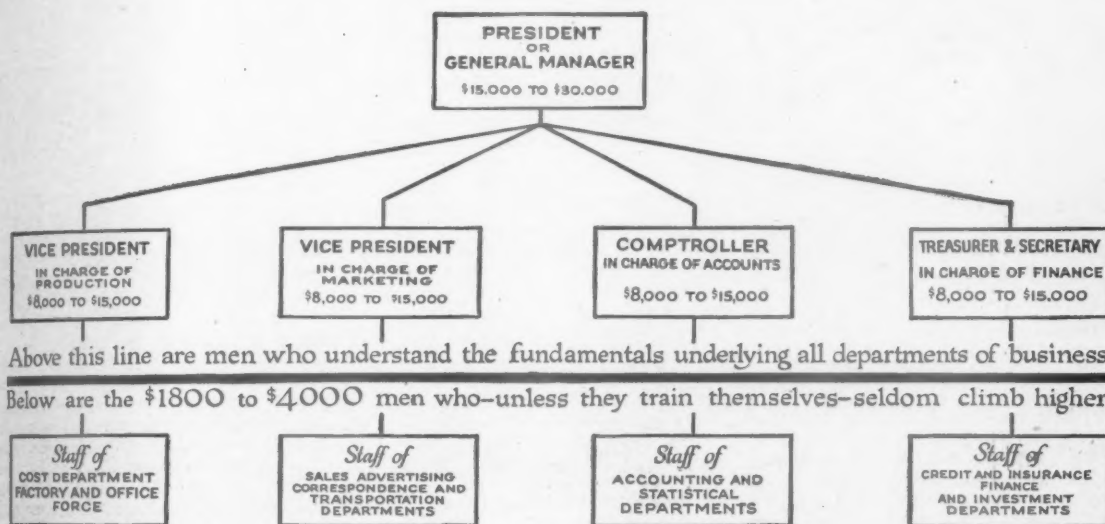 PRESIDENT
OR
GENERAL MANAGER
$15.000 TO $30.000
VICE PRESIDENT
IN CHARGE OF
PRODUCTION
$8,000 TO $15,000
VICE PRESIDENT
IN CHARGE OF
MARKETING
$8,000 TO $15,000
COMPTROLLER
IN CHARGE OF ACCOUNTS
$8,000 TO $15,000
TREASURER & SECRETARY
IN CHARGE OF FINANCE
$8,000 TO $15.000
Above this line are men who understand the fundamentals underlying all departments of business
Below are the $1800 to $4000 men who–unless they train themselves–seldom climb higher
Staff of
COST DEPARTMENT
FACTORY AND OFFICE
FORCE
Staff of
SALES ADVERTISING
CORRESPONDENCE AND
TRANSPORTATION
DEPARTMENTS
Staff of
ACCOUNTING AND
STATISTICAL
DEPARTMENTS
Staff of
CREDIT AND INSURANCE
FINANCE
AND INVESTMENT
DEPARTMENTS